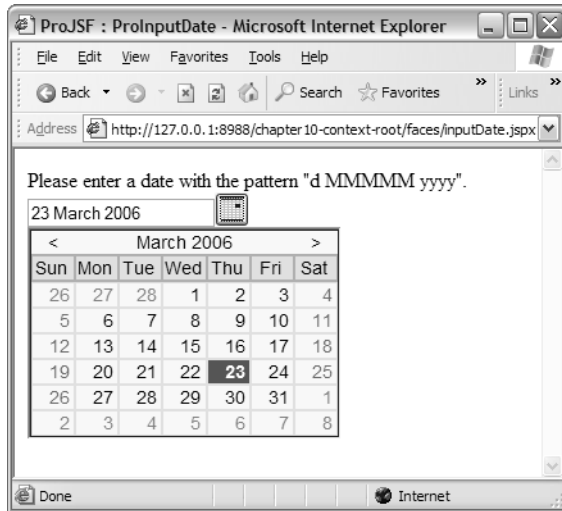 ProJSF : ProInputDate - Microsoft Internet Explorer
File Edit View Favorites Tools Help
Back Search Favorites » Links »
Address http://127.0.0.1:8988/chapter10-context-root/faces/inputDate.jspx
Please enter a date with the pattern "d MMMMM yyyy".
23 March 2006
< March 2006 >
Sun Mon Tue Wed Thu Fri Sat
26 27 28 1 2 3 4
5 6 7 8 9 10 11
12 13 14 15 16 17 18
19 20 21 22 23 24 25
26 27 28 29 30 31 1
2 3 4 5 6 7 8
Done Internet